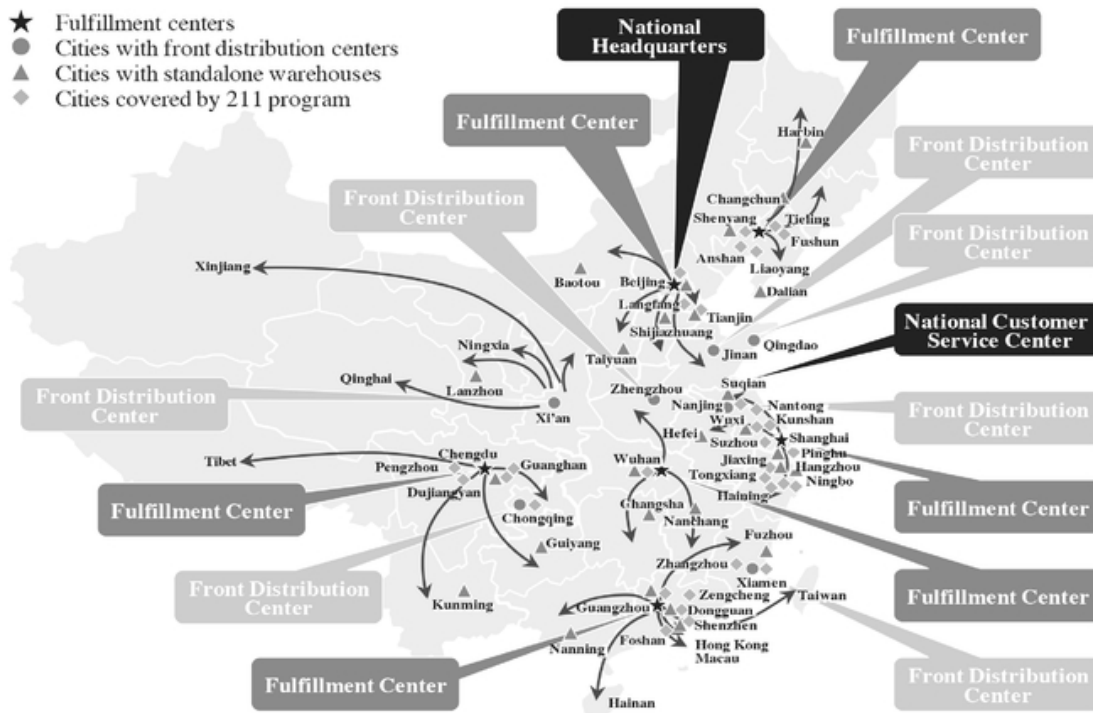 Fulfillment centers
Cities with front distribution centers
Cities with standalone warehouses
Cities covered by 211 program
National
Headquarters
Fulfillment Center
Fulfillment Center
Front Distribution
Center
Front Distribution
Center
Front Distribution
Center
National Customer
Service Center
Front Distribution
Center
Front Distribution
Center
Fulfillment Center
Fulfillment Center
Fulfillment Center
Front Distribution
Center
Front Distribution
Center
Fulfillment Center
Harbin
Changchun
Shenyang
Tieling
Fushun
Anshan
Liaoyang
Dalian
Xinjiang
Baotou
Beijing
Langfang
Tianjin
Shijiazhuang
Jinan
Qingdao
Ningxia
Taiyuan
Qinghai
Lanzhou
Xi'an
Zhengzhou
Suqian
Nanjing
Nantong
Wuxi
Kunshan
Hefei
Suzhou
Shanghai
Pinghu
Jiaxing
Hangzhou
Tongxiang
Ningbo
Haining
Tibet
Chengdu
Pengzhou
Guanghan
Dujiangyan
Wuhan
Chongqing
Ghangsha
Nanchang
Guiyang
Fuzhou
Zhangzhou
Xiamen
Kunming
Zengcheng
Taiwan
Guangzhou
Dongguan
Shenzhen
Foshan
Nanning
Hong Kong
Macau
Hainan